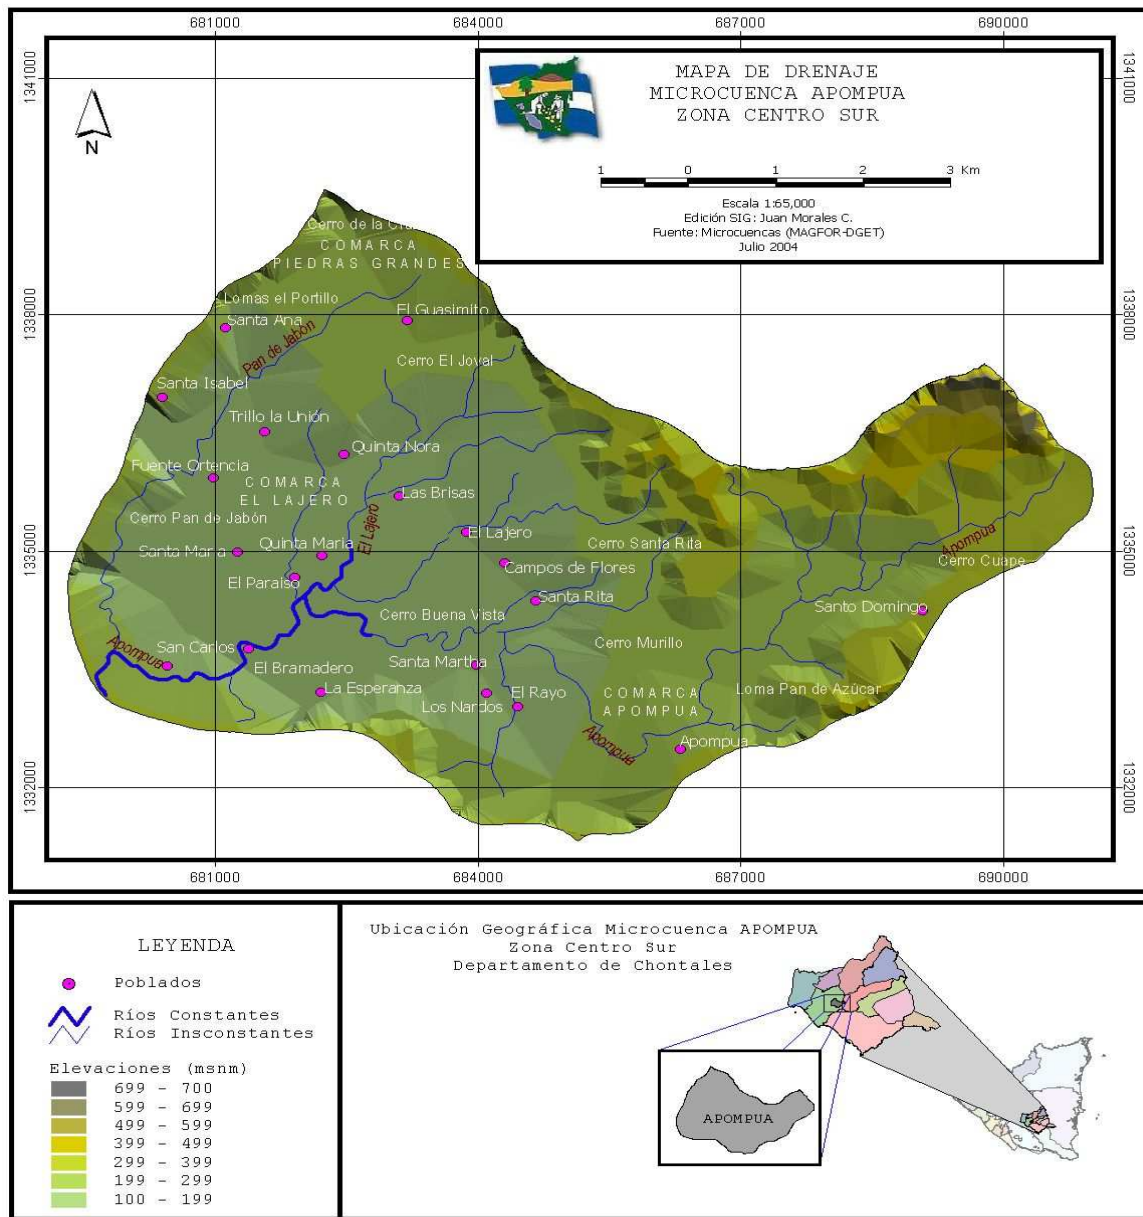 681000 684000 687000 690000
1341000 1341000
1338000 1338000
1335000 1335000
1332000 1332000
681000 684000 687000 690000
N
MAPA DE DRENAJE
MICROCUENCA APOMPUA
ZONA CENTRO SUR
1 0 1 2 3 Km
Escala 1:65,000
Edición SIG: Juan Morales C.
Fuente: Microcuencas (MAGFOR-DGET)
Julio 2004
Cerro de la
COMARCA
PIEDRAS GRANDES
Lomas el Portillo
Santa Ana
El Guasimito
Pan de Jabón
Cerro El Joval
Santa Isabel
Trillo la Unión
Quinta Nora
Fuente Ortencia
COMARCA
EL LAJERO
Las Brisas
Cerro Pan de Jabón
El Lajero
El Lajero
Santa Maria
Quinta Maria
Cerro Santa Rita
Apompua
Cerro Cuape
El Paraiso
Campos de Flores
Santa Rita
Santo Domingo
Cerro Buena Vista
Apompua
San Carlos
Cerro Murillo
El Bramadero
Santa Martha
La Esperanza
El Rayo
Los Nardos
COMARCA
APOMPUA
Loma Pan de Azúcar
Apompua
Apompua
LEYENDA
Poblados
Ríos Constantes
Ríos Insconstantes
Elevaciones (msnm)
699 - 700
599 - 699
499 - 599
399 - 499
299 - 399
199 - 299
100 - 199
Ubicación Geográfica Microcuenca APOMPUA
Zona Centro Sur
Departamento de Chontales
APOMPUA